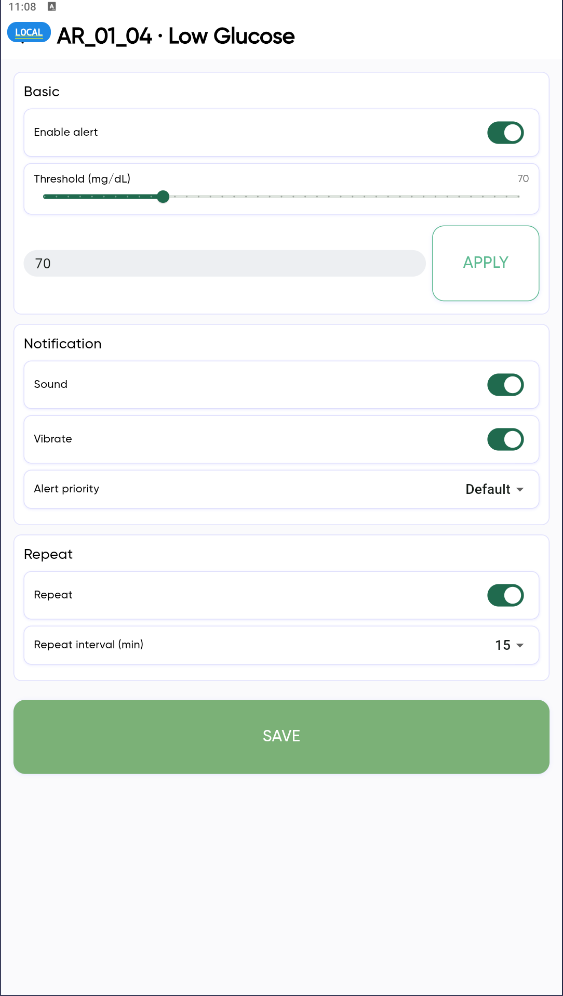 11:08 A
LOCAL
AR_01_04 · Low Glucose
Basic
Enable alert
Threshold (mg/dL) 70
70
APPLY
Notification
Sound
Vibrate
Alert priority Default
Repeat
Repeat
Repeat interval (min) 15
SAVE